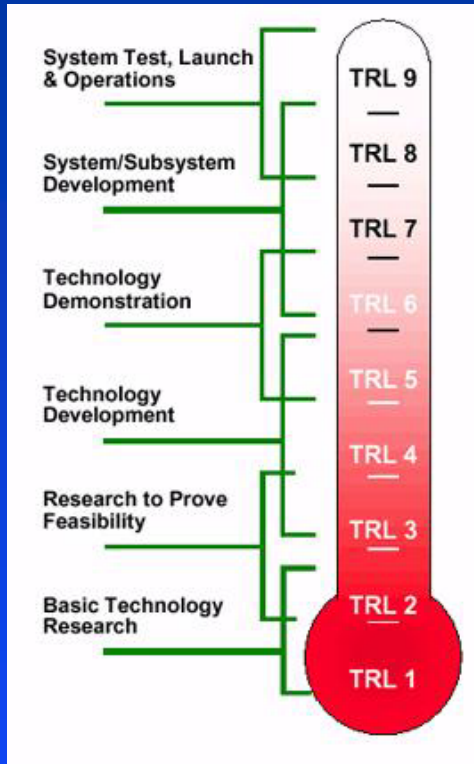 System Test, Launch
& Operations
System/Subsystem
Development
Technology
Demonstration
Technology
Development
Research to Prove
Feasibility
Basic Technology
Research
TRL 9
TRL 8
TRL 7
TRL 6
TRL 5
TRL 4
TRL 3
TRL 2
TRL 1